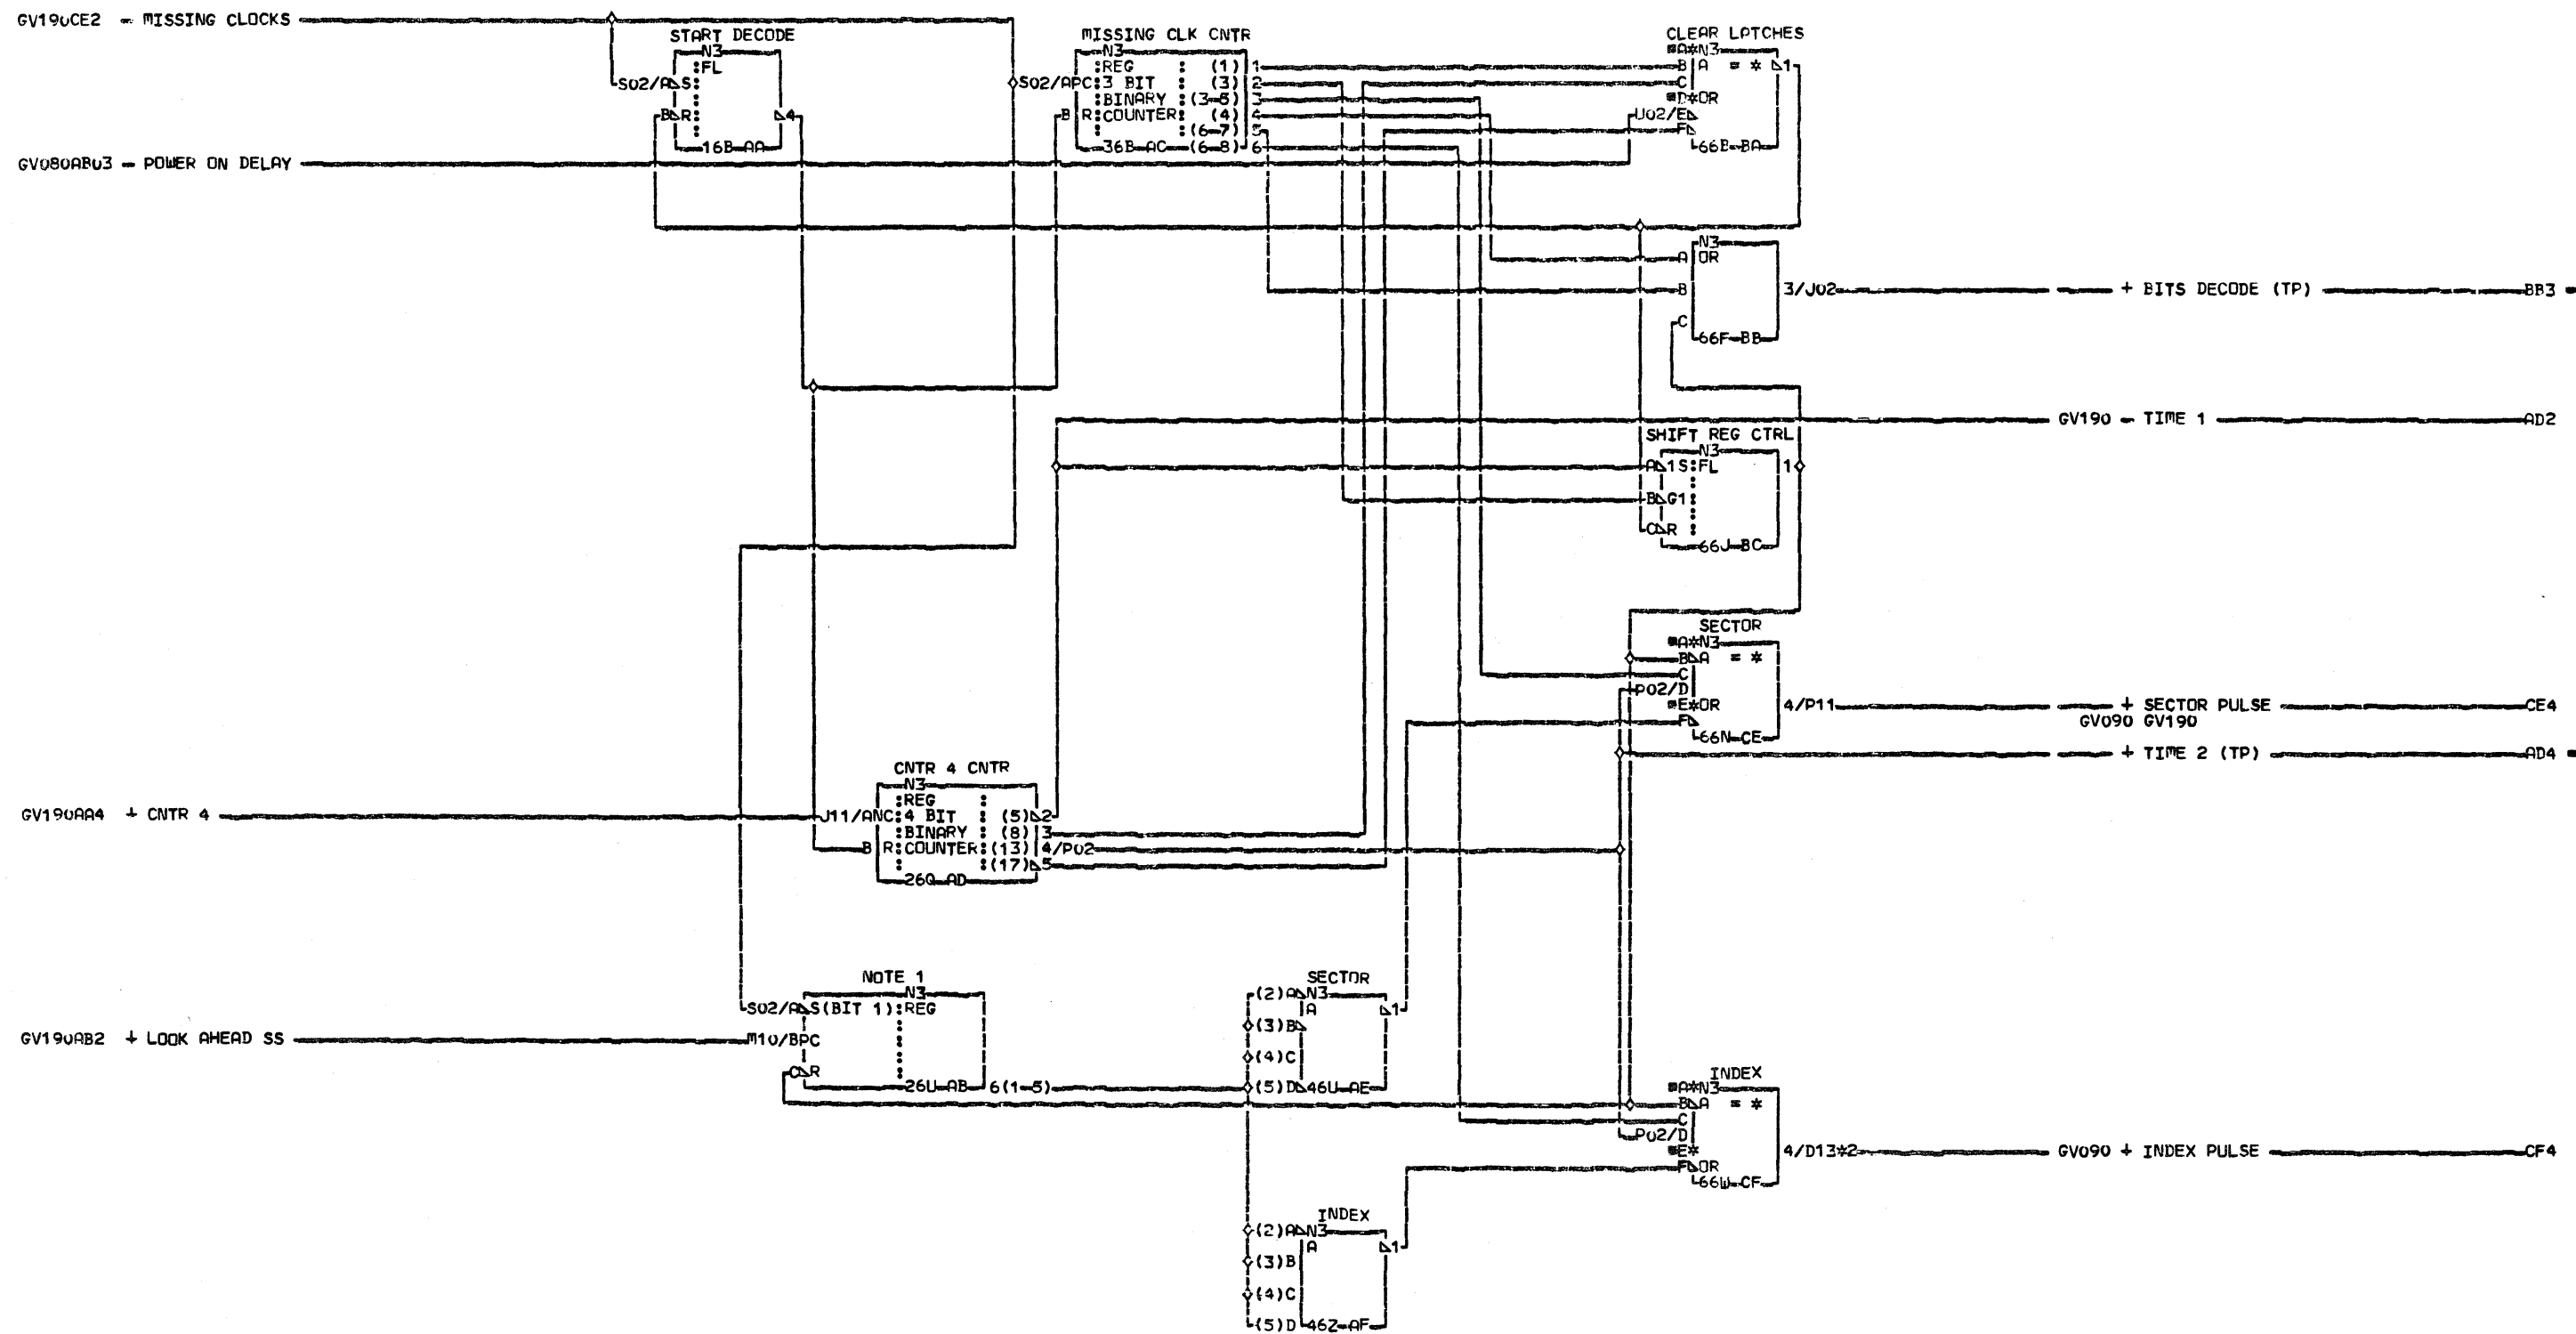 GV190CE2 - MISSING CLOCKS
START DECODE
N3
FL
S02/A S
B R
4
16B AA
MISSING CLK CNTR
N3
REG (1) 1
S02/APC 3 BIT (3) 2
BINARY (3-5) 3
B R COUNTER (4) 4
(6-7) 5
36B AC (6-8) 6
CLEAR LATCHES
A*N3
B A = * 1
C
D*OR
U02/E
F
66E BA
GV080AB03 - POWER ON DELAY
N3
A OR
B
3/J02
C
66F BB
+ BITS DECODE (TP) BB3
GV190 - TIME 1 AD2
SHIFT REG CTRL
N3
A 1S FL 1
B G1
C R
66J BC
SECTOR
A*N3
B A = *
C
P02/D
E*OR
F
66N CE
4/P11
+ SECTOR PULSE CE4
GV090 GV190
+ TIME 2 (TP) AD4
GV190AA4 + CNTR 4
CNTR 4 CNTR
N3
REG
J11/ANC 4 BIT (5) 2
BINARY (8) 3
B R COUNTER (13) 4/P02
(17) 5
26Q AD
GV190AB2 + LOOK AHEAD SS
NOTE 1
N3
S02/A S(BIT 1) REG
M10/BPC
C R
26U AB 6(1-5)
SECTOR
(2)A N3
A 1
(3)B
(4)C
(5)D 46U AE
INDEX
A*N3
B A = *
C
P02/D
E*
F OR
66W CF
4/D13*2
GV090 + INDEX PULSE CF4
INDEX
(2)A N3
A 1
(3)B
(4)C
(5)D 46Z AF